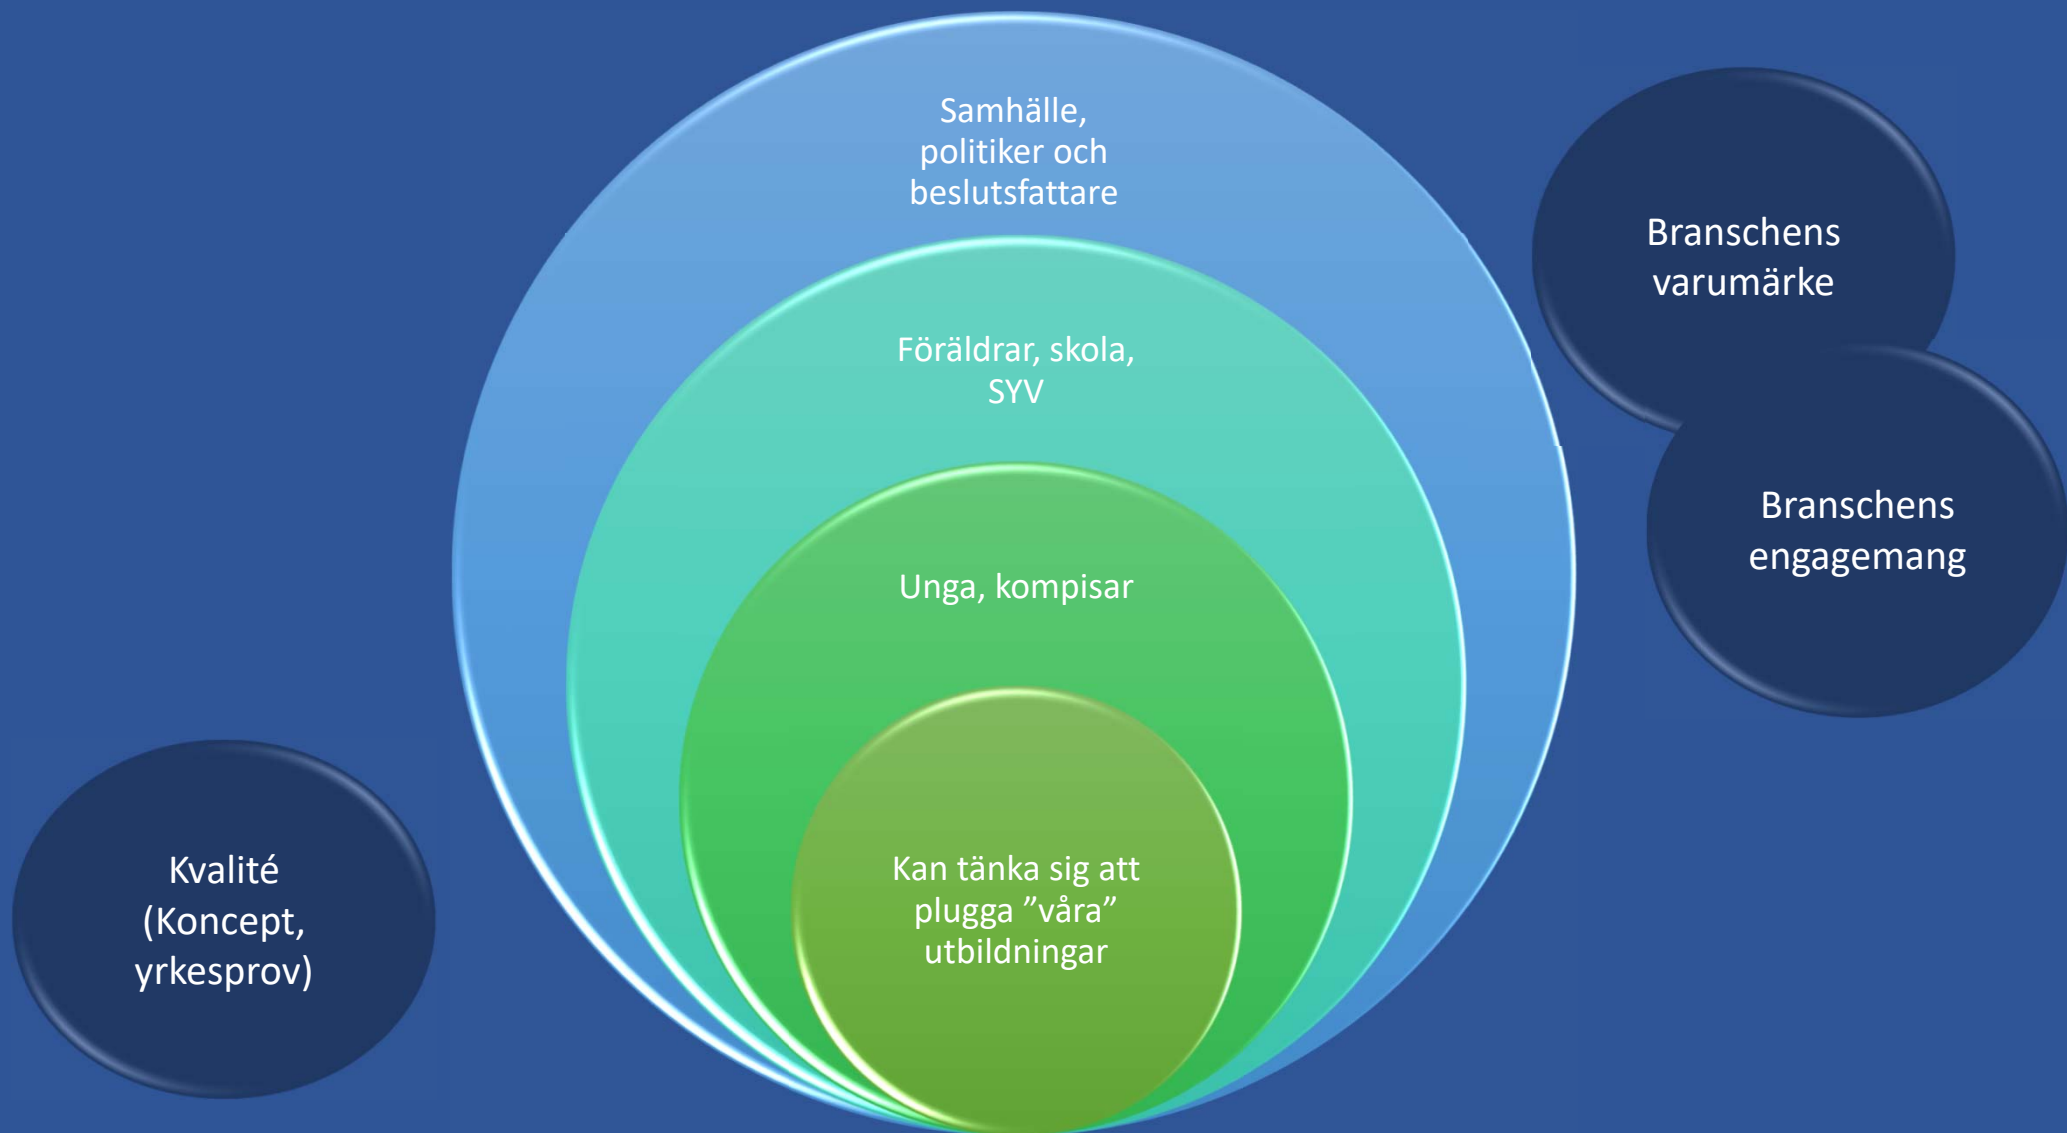 Samhälle,
politiker och
beslutsfattare
Föräldrar, skola,
SYV
Unga, kompisar
Kan tänka sig att
plugga ”våra”
utbildningar
Branschens
varumärke
Branschens
engagemang
Kvalité
(Koncept,
yrkesprov)